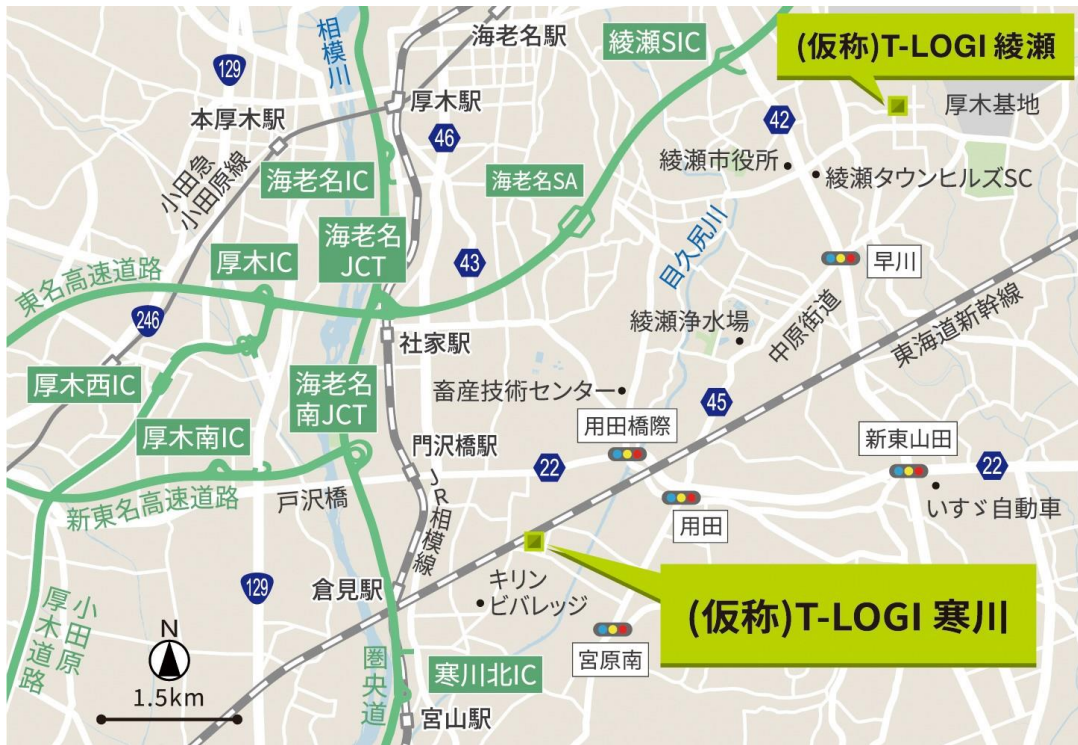 海老名駅
綾瀬SIC
(仮称)T-LOGI 綾瀬
相模川
129
本厚木駅
厚木駅
46
42
厚木基地
綾瀬市役所
綾瀬タウンヒルズSC
小田急
小田原線
海老名IC
海老名SA
目久尻川
海老名
JCT
厚木IC
43
早川
東名高速道路
246
社家駅
綾瀬浄水場
中原街道
東海道新幹線
厚木西IC
海老名
南JCT
畜産技術センター
45
厚木南IC
門沢橋駅
用田橋際
新東山田
22
22
新東名高速道路
戸沢橋
JR相模線
用田
いすゞ自動車
129
倉見駅
キリン
ビバレッジ
(仮称)T-LOGI 寒川
小田原
厚木道路
N
1.5km
圏央道
寒川北IC
宮原南
宮山駅